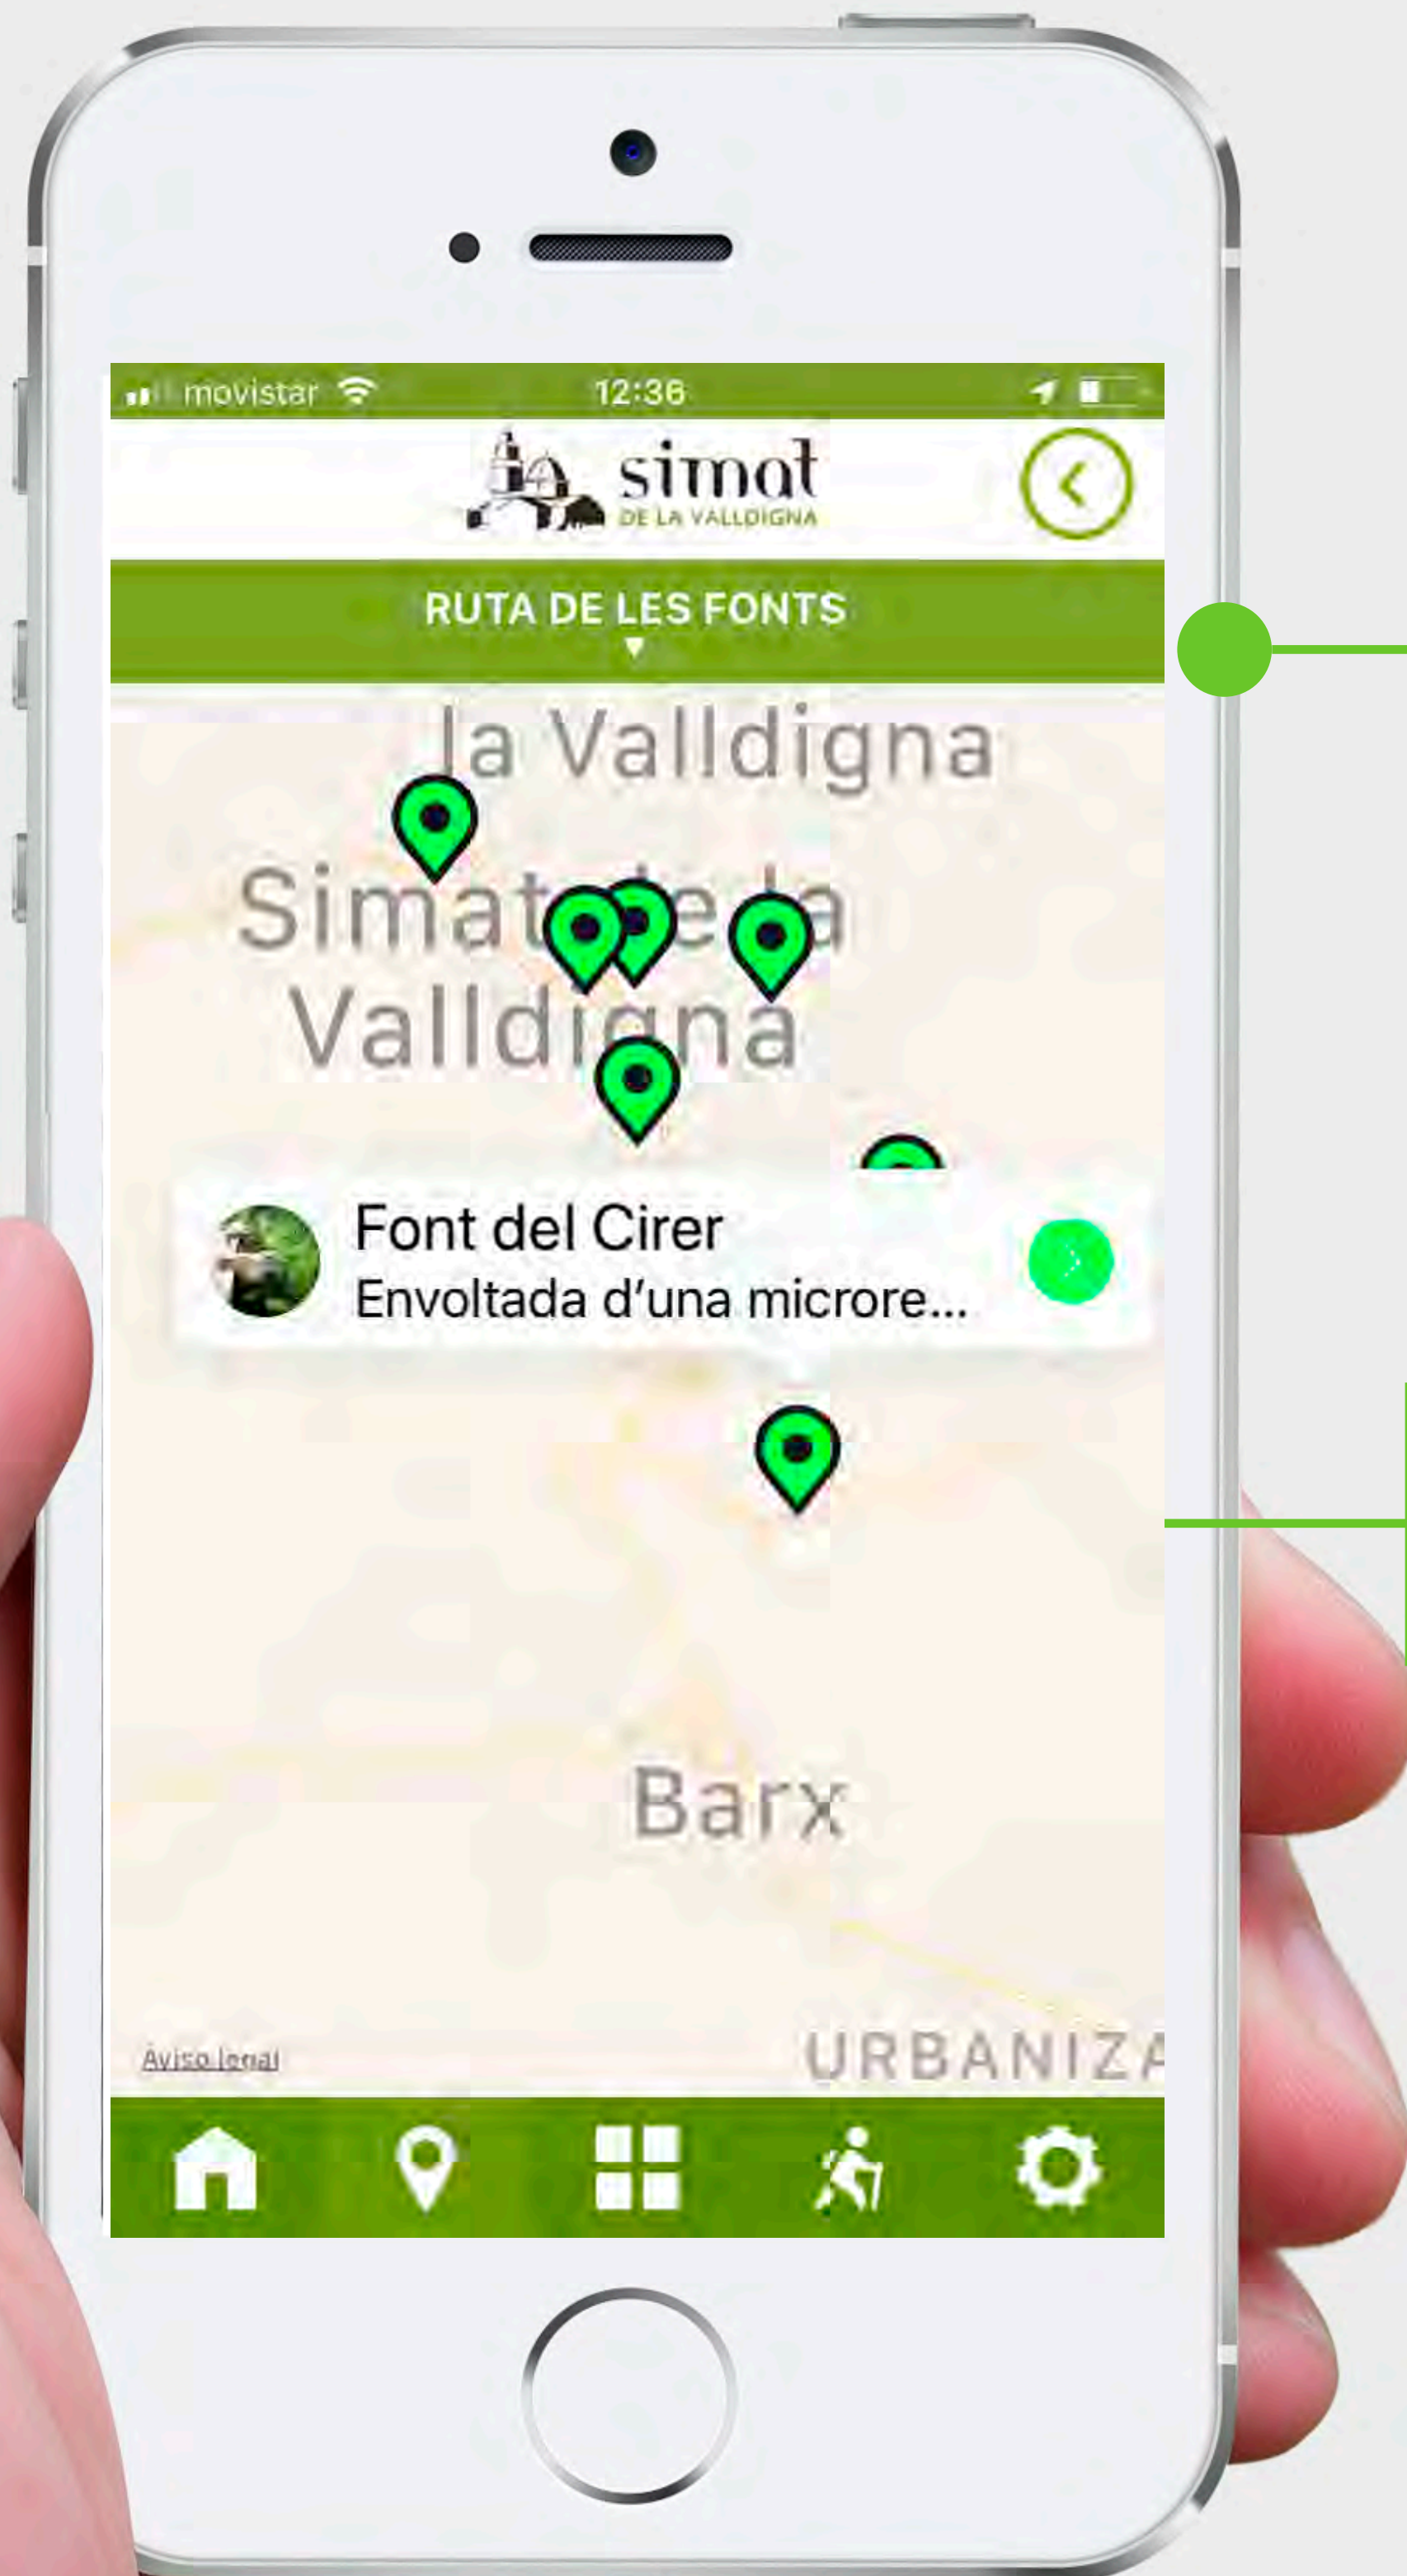 movistar 12:36
simat
DE LA VALLDIGNA
RUTA DE LES FONTS
la Valldigna
Simat de la
Valldigna
Font del Cirer
Envoltada d'una microre...
Barx
URBANIZA
Aviso legal